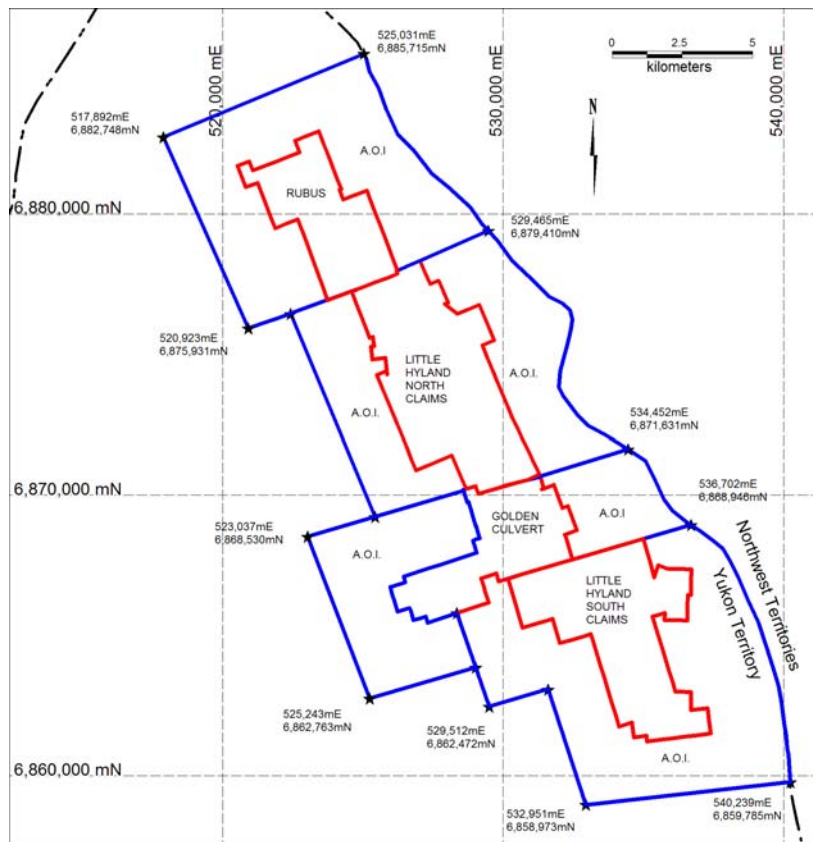 525,031mE
6,885,715mN
520,000 mE
530,000 mE
540,000 mE
0 2.5 5
kilometers
517,892mE
6,882,748mN
N
A.O.I
RUBUS
6,880,000 mN
529,465mE
6,879,410mN
520,923mE
6,875,931mN
LITTLE
HYLAND
NORTH
CLAIMS
A.O.I.
A.O.I.
534,452mE
6,871,631mN
6,870,000 mN
536,702mE
6,868,946mN
GOLDEN
CULVERT
A.O.I
523,037mE
6,868,530mN
A.O.I.
Northwest Territories
Yukon Territory
LITTLE
HYLAND
SOUTH
CLAIMS
525,243mE
6,862,763mN
529,512mE
6,862,472mN
6,860,000 mN
A.O.I.
532,951mE
6,858,973mN
540,239mE
6,859,785mN